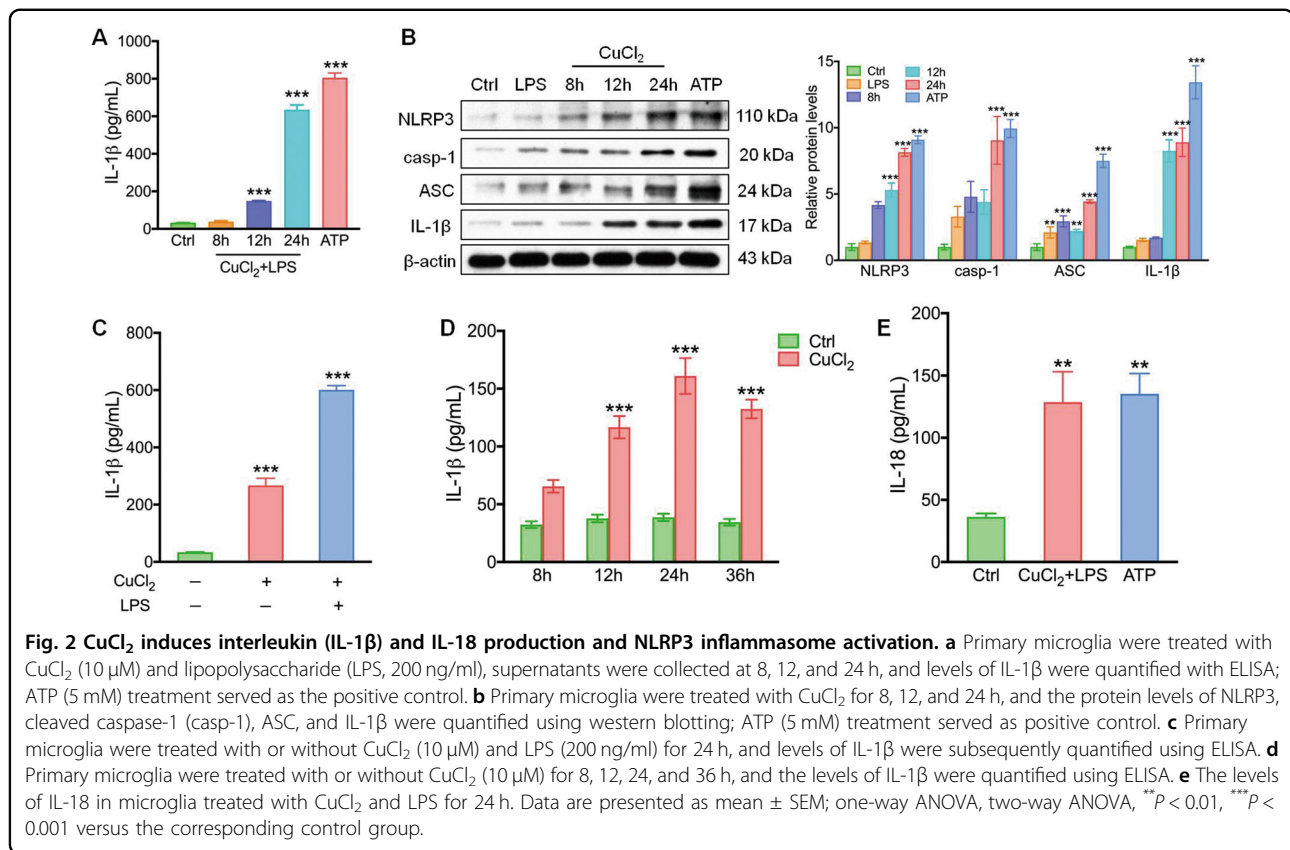 A
1000
800
600
400
200
0
IL-1β (pg/mL)
***
***
***
Ctrl 8h 12h 24h ATP
CuCl₂+LPS
B
CuCl₂
Ctrl LPS 8h 12h 24h ATP
NLRP3 110 kDa
casp-1 20 kDa
ASC 24 kDa
IL-1β 17 kDa
β-actin 43 kDa
Ctrl 12h
LPS 24h
8h ATP
Relative protein levels
15
10
5
0
*** *** ***
*** ***
** *** ** *** ***
*** *** ***
NLRP3 casp-1 ASC IL-1β
C
800
600
400
200
0
IL-1β (pg/mL)
***
***
CuCl₂ – + +
LPS – +
D
200
150
100
50
0
IL-1β (pg/mL)
Ctrl
CuCl₂
*** *** ***
8h 12h 24h 36h
E
200
150
100
50
0
IL-18 (pg/mL)
** **
Ctrl CuCl₂+LPS ATP
Fig. 2 CuCl₂ induces interleukin (IL-1β) and IL-18 production and NLRP3 inflammasome activation. a Primary microglia were treated with
CuCl₂ (10 μM) and lipopolysaccharide (LPS, 200 ng/ml), supernatants were collected at 8, 12, and 24 h, and levels of IL-1β were quantified with ELISA;
ATP (5 mM) treatment served as the positive control. b Primary microglia were treated with CuCl₂ for 8, 12, and 24 h, and the protein levels of NLRP3,
cleaved caspase-1 (casp-1), ASC, and IL-1β were quantified using western blotting; ATP (5 mM) treatment served as positive control. c Primary
microglia were treated with or without CuCl₂ (10 μM) and LPS (200 ng/ml) for 24 h, and levels of IL-1β were subsequently quantified using ELISA. d
Primary microglia were treated with or without CuCl₂ (10 μM) for 8, 12, 24, and 36 h, and the levels of IL-1β were quantified using ELISA. e The levels
of IL-18 in microglia treated with CuCl₂ and LPS for 24 h. Data are presented as mean ± SEM; one-way ANOVA, two-way ANOVA, **P < 0.01, ***P <
0.001 versus the corresponding control group.